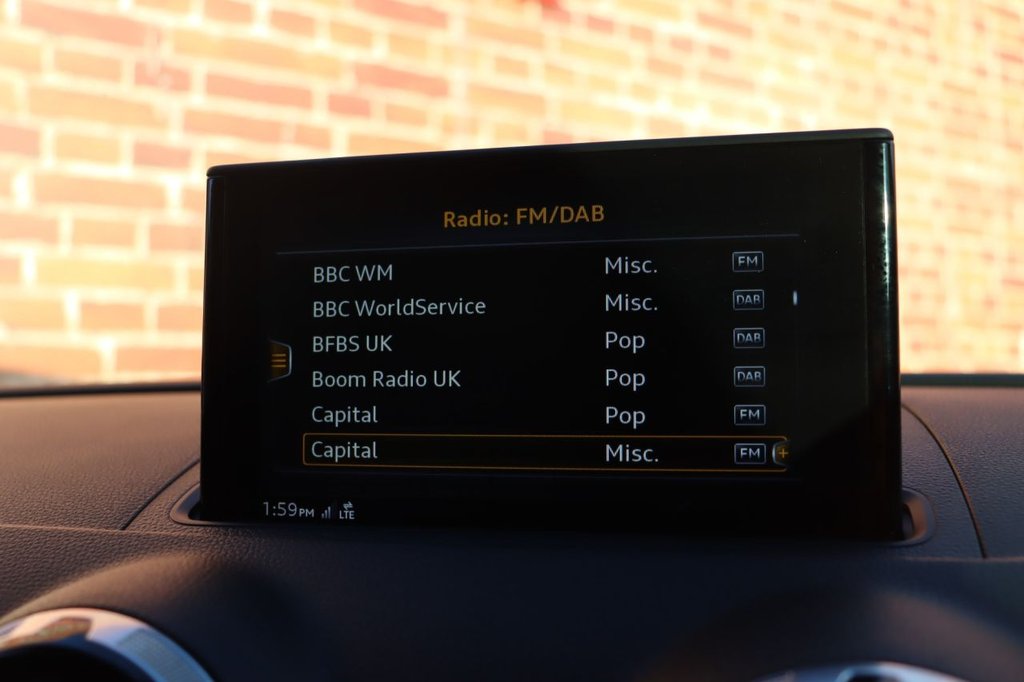 Radio: FM/DAB
BBC WM Misc. FM
BBC WorldService Misc. DAB
BFBS UK Pop DAB
Boom Radio UK Pop DAB
Capital Pop FM
Capital Misc. FM +
1:59PM LTE